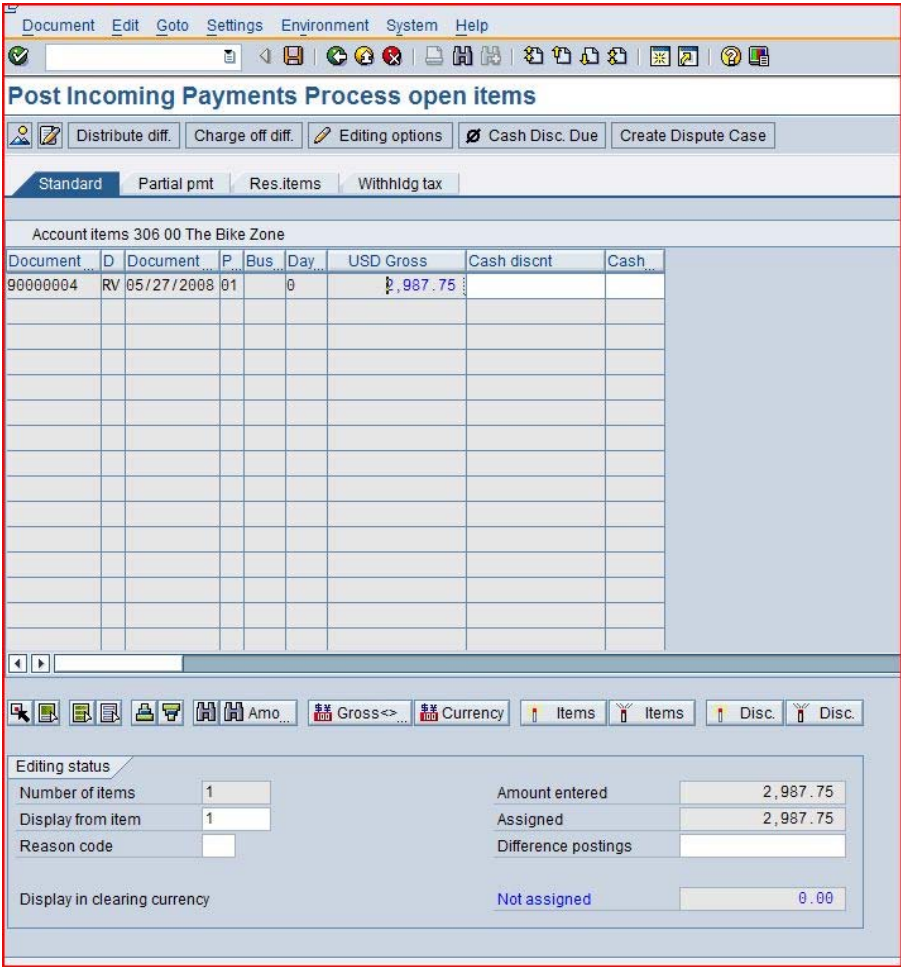 Document Edit Goto Settings Environment System Help
Post Incoming Payments Process open items
Distribute diff. Charge off diff. Editing options Cash Disc. Due Create Dispute Case
Standard Partial pmt Res.items Withhldg tax
Account items 306 00 The Bike Zone
Document... D Document... P... Bus... Day... USD Gross Cash discnt Cash...
90000004 RV 05/27/2008 01 0 2,987.75
Amo... Gross<>... Currency Items Items Disc. Disc.
Editing status
Number of items 1 Amount entered 2,987.75
Display from item 1 Assigned 2,987.75
Reason code Difference postings
Display in clearing currency Not assigned 0.00